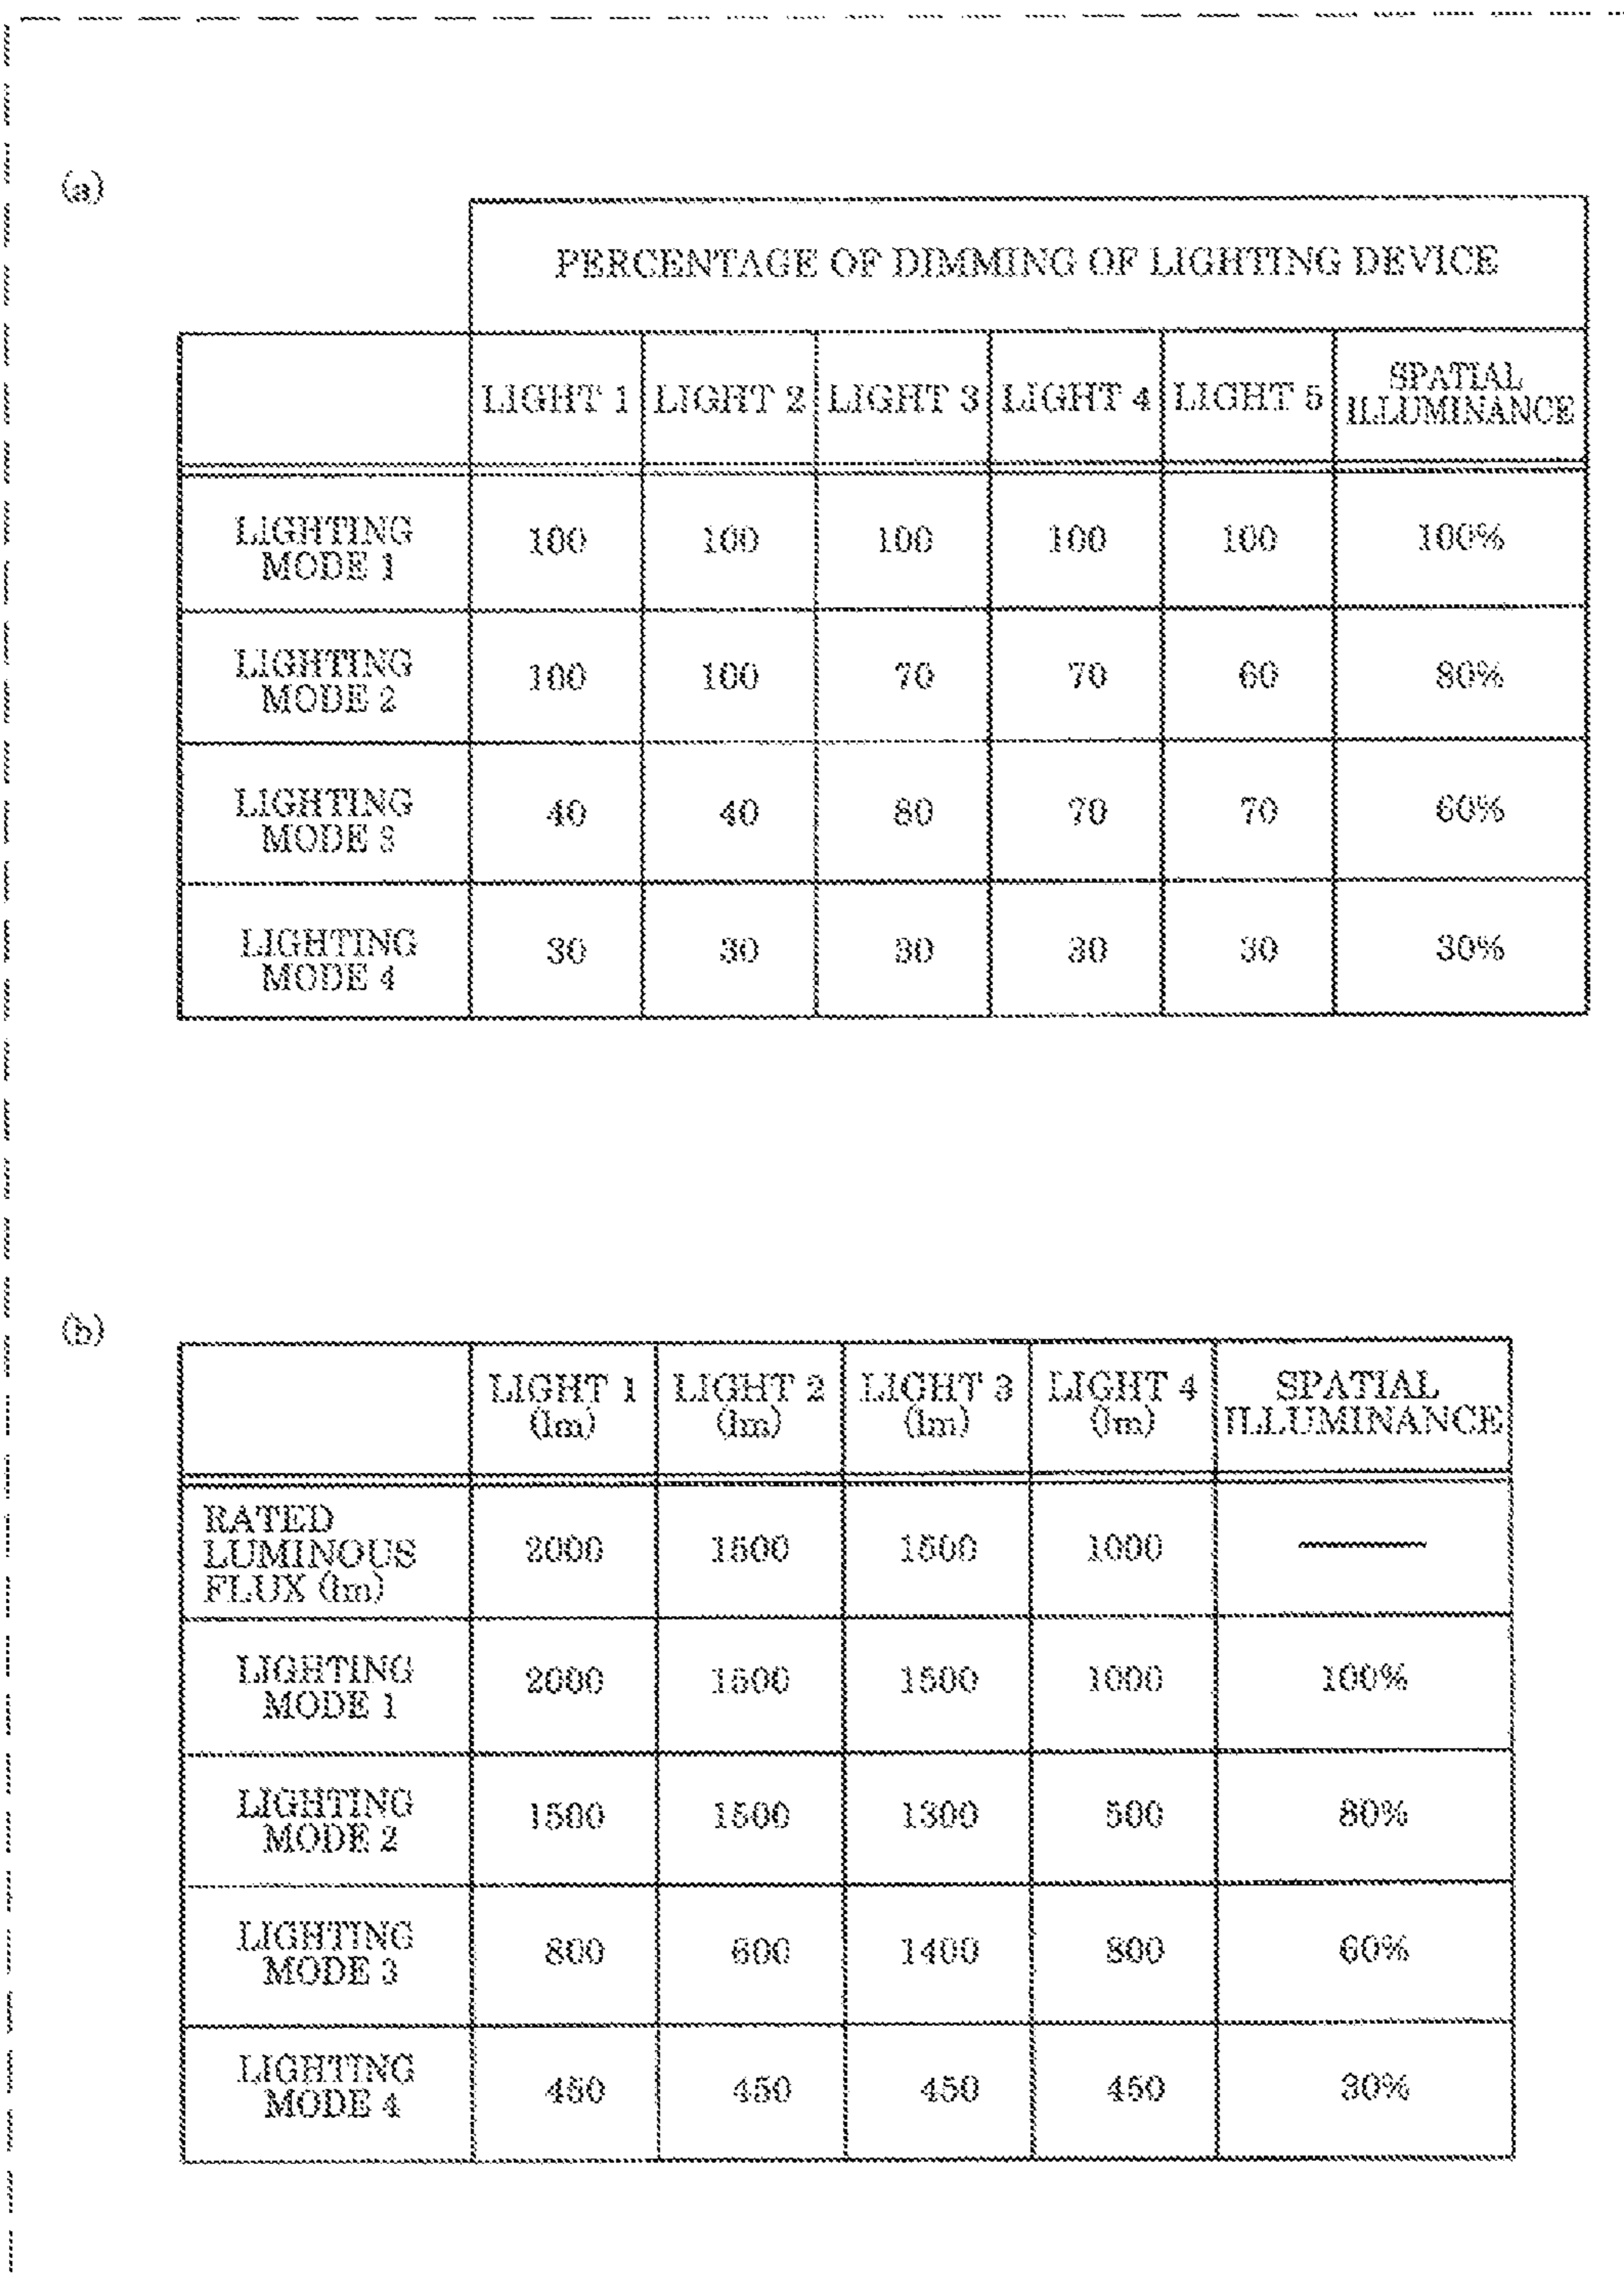 (a)
PERCENTAGE OF DIMMING OF LIGHTING DEVICE
LIGHT 1 LIGHT 2 LIGHT 3 LIGHT 4 LIGHT 5 SPATIAL
ILLUMINANCE
LIGHTING
MODE 1 100 100 100 100 100 100%
LIGHTING
MODE 2 100 100 70 70 60 80%
LIGHTING
MODE 3 40 40 80 70 70 60%
LIGHTING
MODE 4 30 30 30 30 30 30%
(b)
LIGHT 1 LIGHT 2 LIGHT 3 LIGHT 4 SPATIAL
(lm) (lm) (lm) (lm) ILLUMINANCE
RATED
LUMINOUS 2000 1500 1500 1000
FLUX (lm)
LIGHTING
MODE 1 2000 1500 1500 1000 100%
LIGHTING
MODE 2 1500 1500 1300 500 80%
LIGHTING
MODE 3 800 600 1400 800 60%
LIGHTING
MODE 4 450 450 450 450 30%